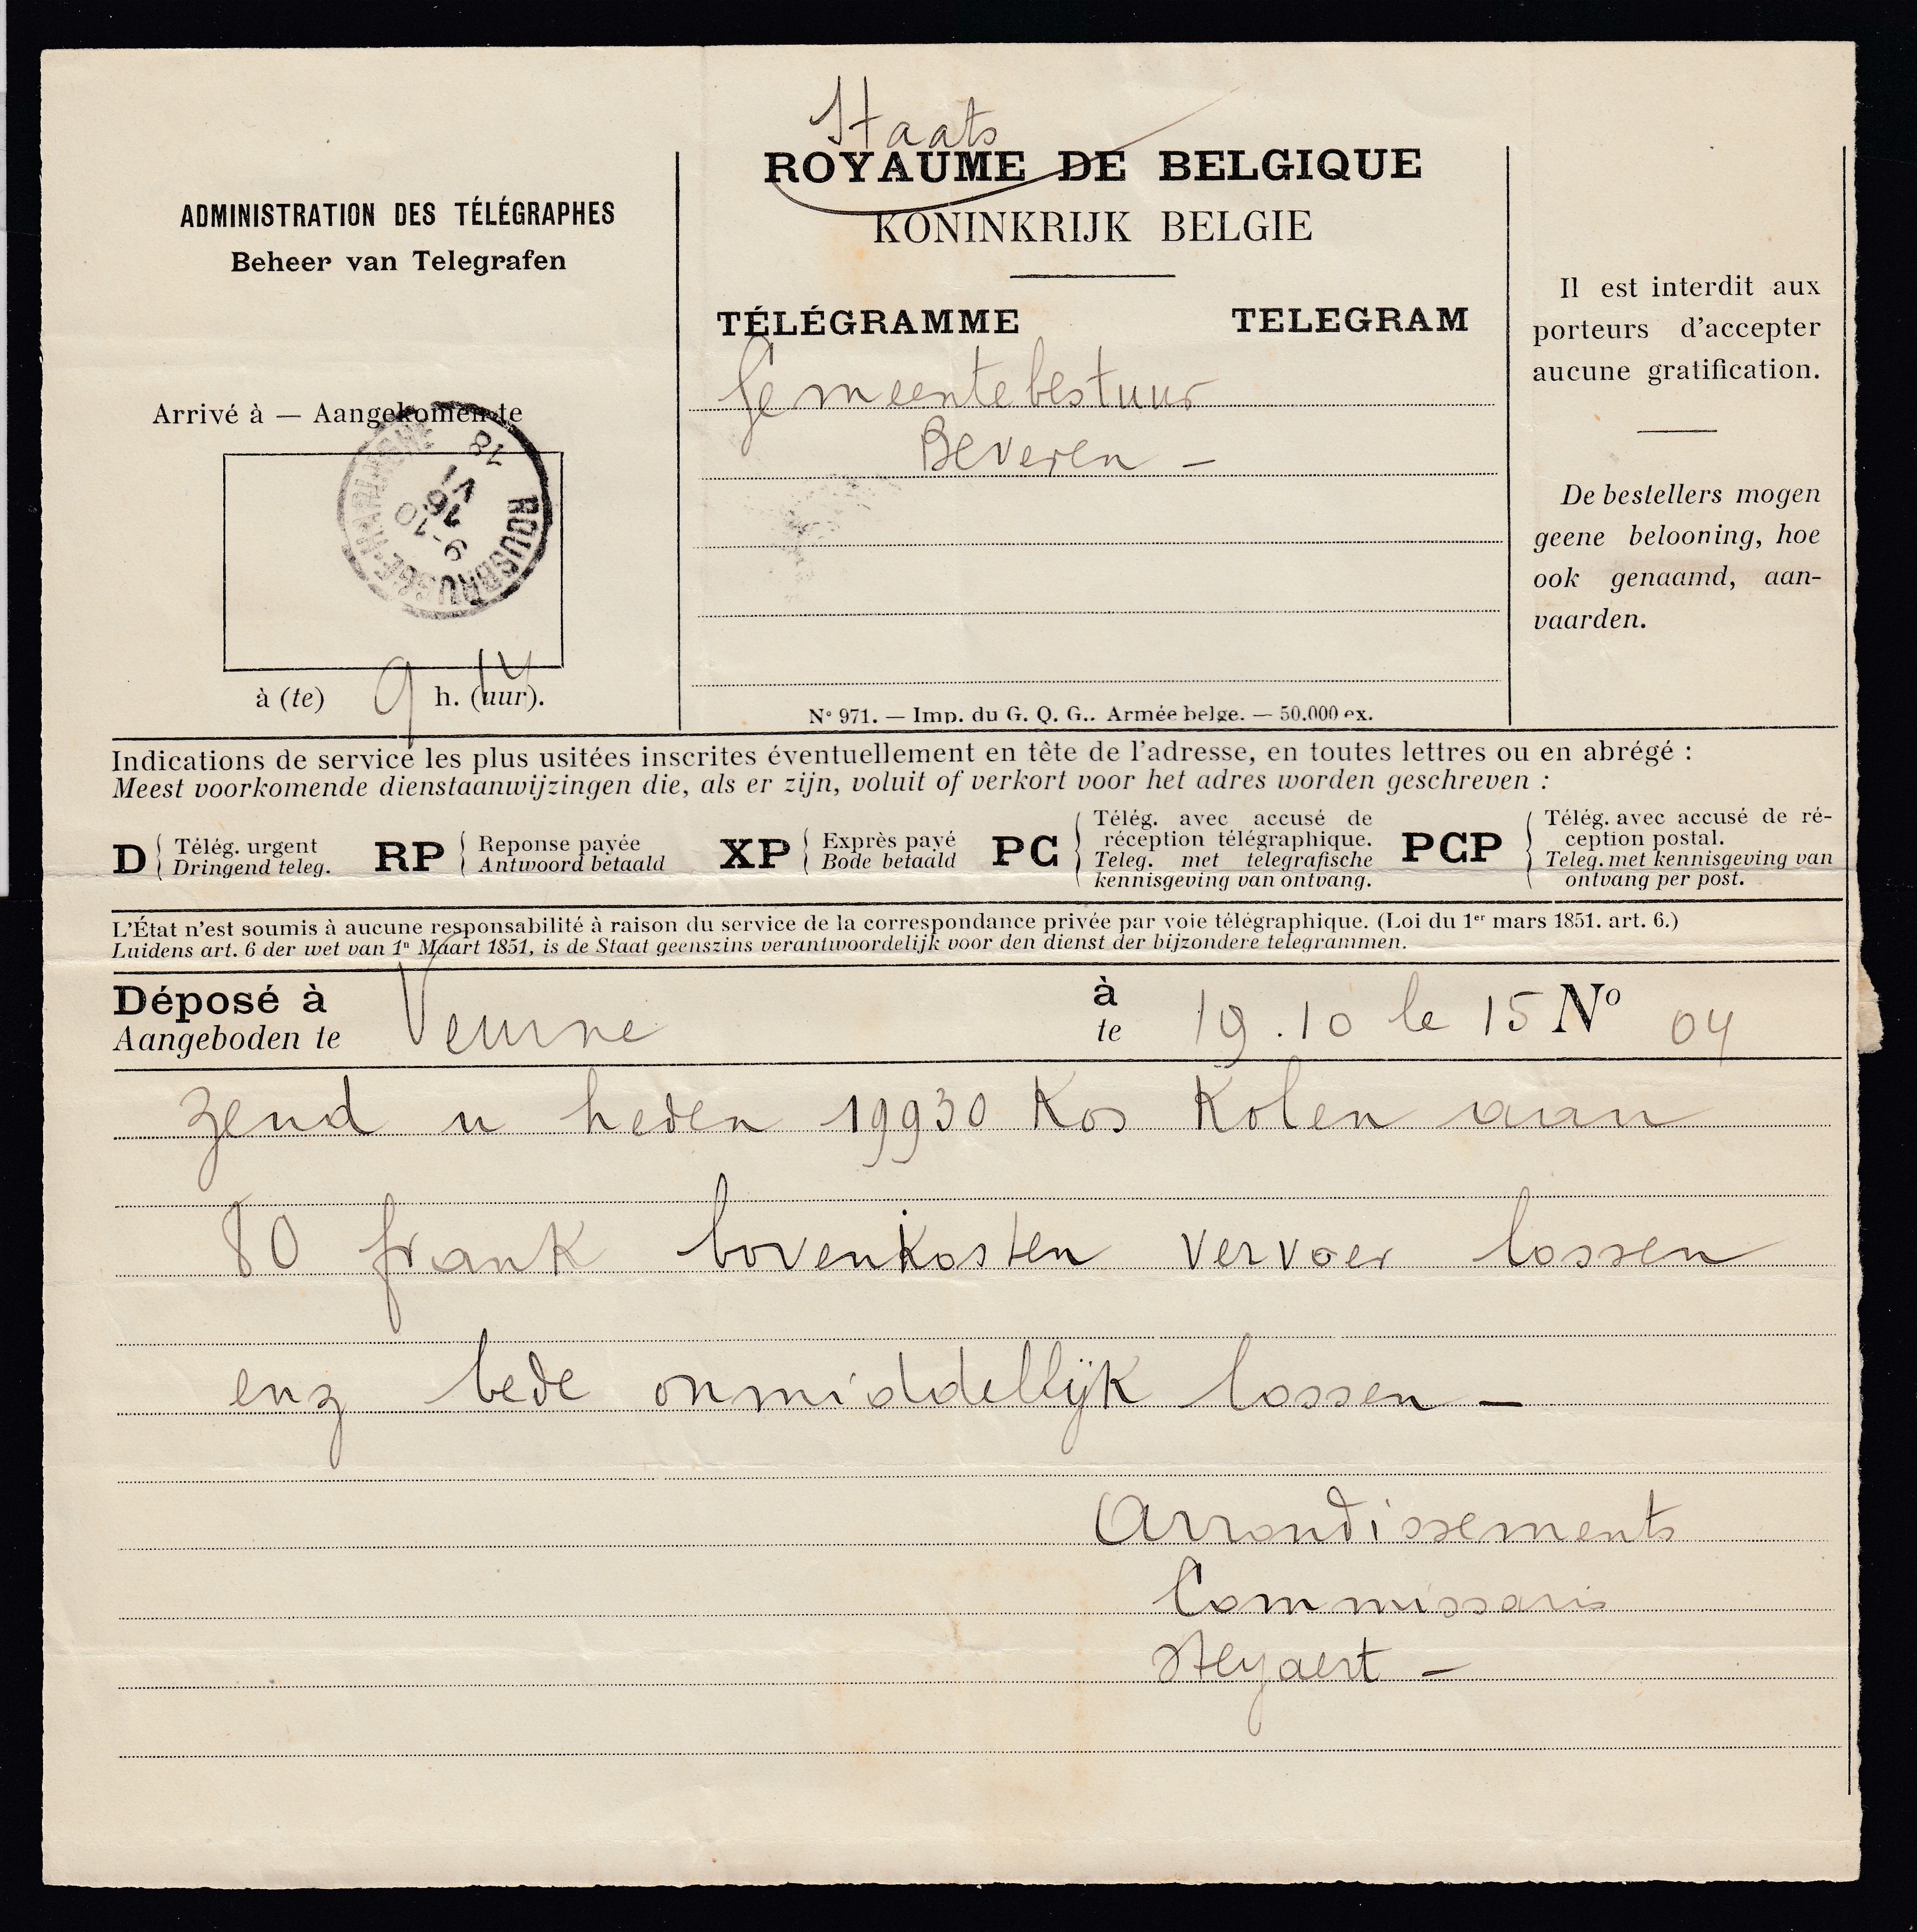 Staats
ROYAUME DE BELGIQUE
KONINKRIJK BELGIE
ADMINISTRATION DES TÉLÉGRAPHES
Beheer van Telegrafen
Arrivé à — Aangekomen te
ROUSBRUGGE-HARINGHE
18
VI
16
9-10
à (te) 9 h. (uur). 14
TÉLÉGRAMME TELEGRAM
Gemeentebestuur
Beveren -
N° 971. — Imp. du G. Q. G.. Armée belge. — 50.000 ex.
Il est interdit aux
porteurs d'accepter
aucune gratification.
De bestellers mogen
geene belooning, hoe
ook genaamd, aan-
vaarden.
Indications de service les plus usitées inscrites éventuellement en tête de l'adresse, en toutes lettres ou en abrégé :
Meest voorkomende dienstaanwijzingen die, als er zijn, voluit of verkort voor het adres worden geschreven :
D Télég. urgent
Dringend teleg.
RP Reponse payée
Antwoord betaald
XP Exprès payé
Bode betaald
PC Télég. avec accusé de
réception télégraphique.
Teleg. met telegrafische
kennisgeving van ontvang.
PCP Télég. avec accusé de ré-
ception postal.
Teleg. met kennisgeving van
ontvang per post.
L'État n'est soumis à aucune responsabilité à raison du service de la correspondance privée par voie télégraphique. (Loi du 1er mars 1851. art. 6.)
Luidens art. 6 der wet van 1n Maart 1851, is de Staat geenszins verantwoordelijk voor den dienst der bijzondere telegrammen.
Déposé à Veurne à 19.10 le 15 No 04
Aangeboden te te
Zend u heden 19930 Kos Kolen aan
80 frank bovenkosten vervoer lossen
enz bede onmiddellijk lossen -
Arrondissements
Commissaris
Steyaert -